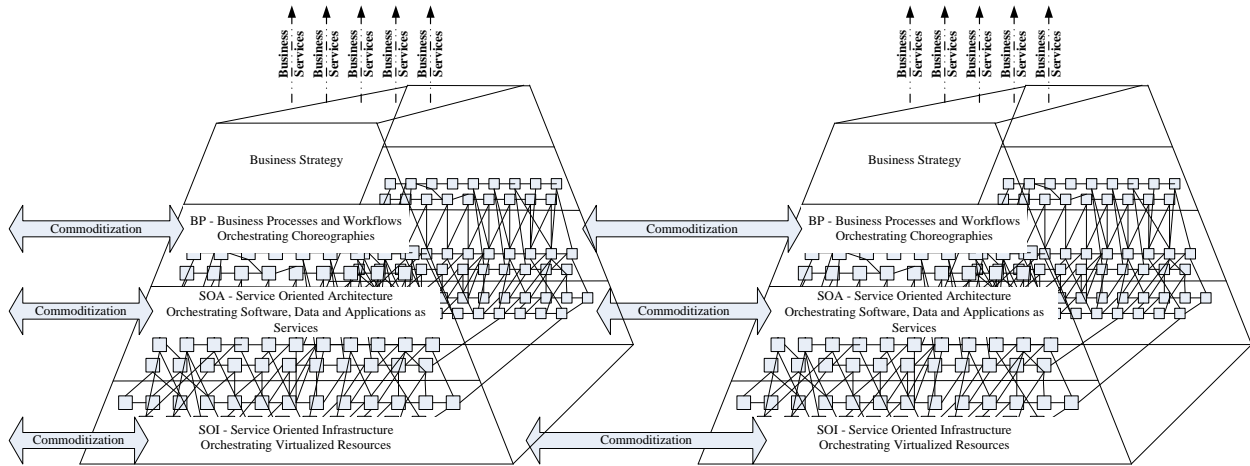 Business
Services
Business
Services
Business
Services
Business
Services
Business
Services
Business
Services
Business
Services
Business
Services
Business
Services
Business
Services
Business Strategy
Business Strategy
Commoditization
BP - Business Processes and Workflows
Orchestrating Choreographies
Commoditization
BP - Business Processes and Workflows
Orchestrating Choreographies
Commoditization
SOA - Service Oriented Architecture
Orchestrating Software, Data and Applications as
Services
Commoditization
SOA - Service Oriented Architecture
Orchestrating Software, Data and Applications as
Services
Commoditization
SOI - Service Oriented Infrastructure
Orchestrating Virtualized Resources
Commoditization
SOI - Service Oriented Infrastructure
Orchestrating Virtualized Resources